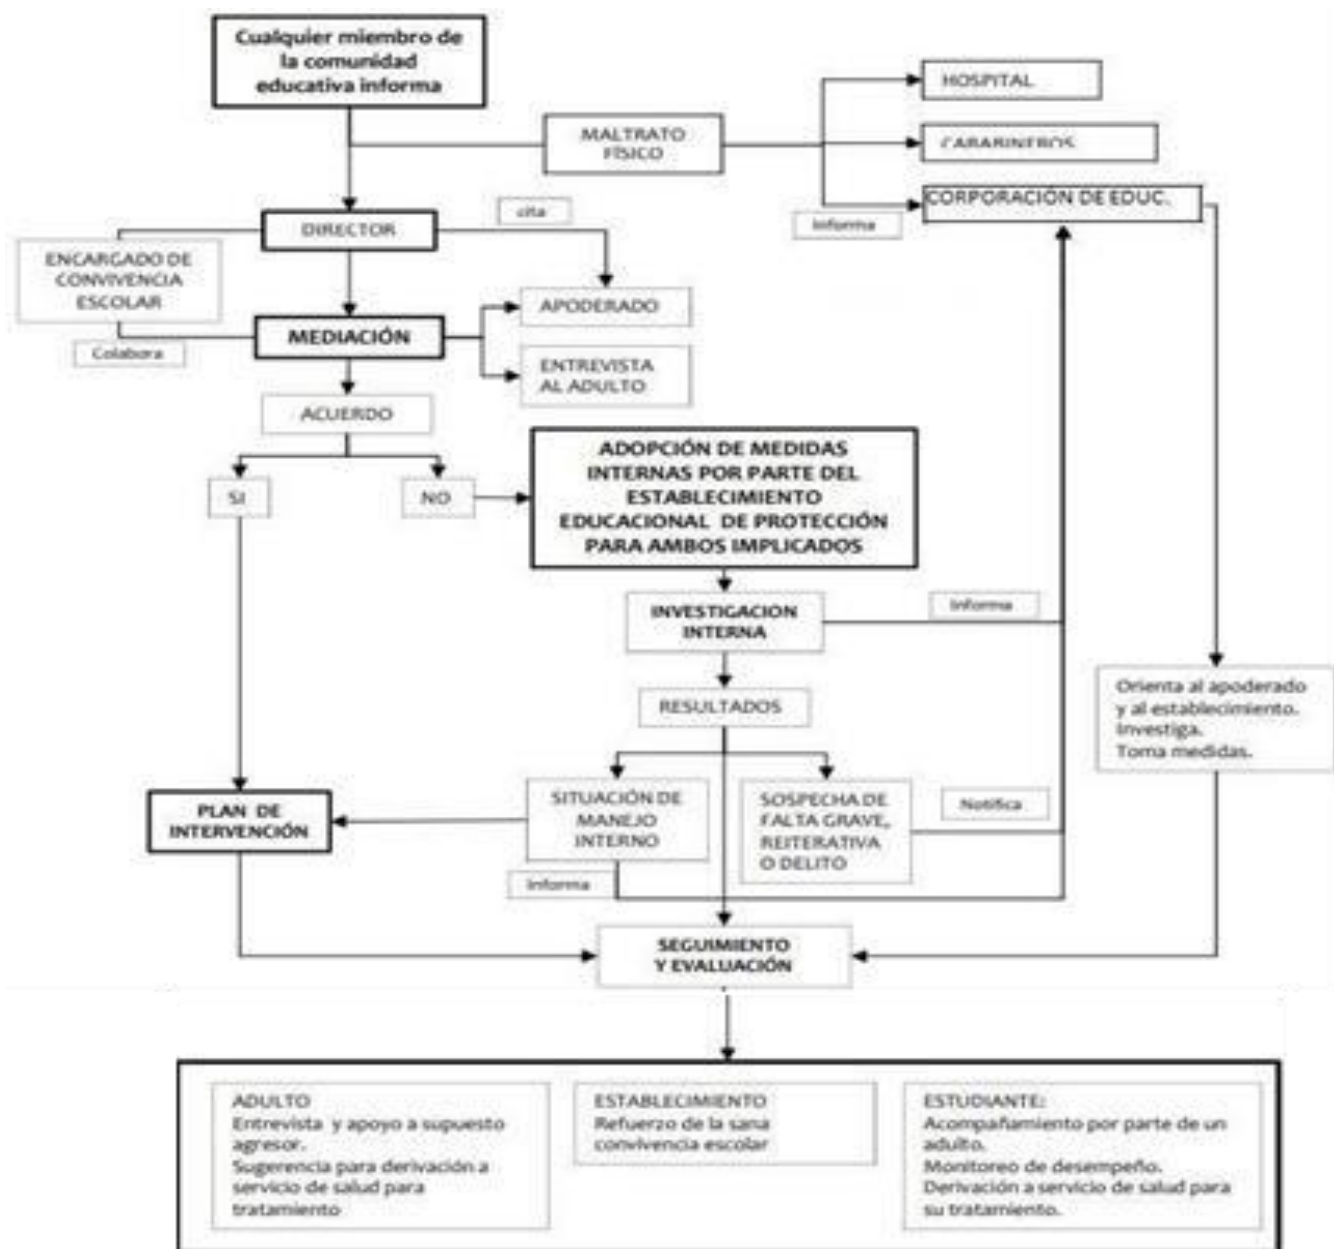 Cualquier miembro de
la comunidad
educativa informa
MALTRATO
FÍSICO
HOSPITAL
CARABINEROS
CORPORACIÓN DE EDUC.
Informa
cita
DIRECTOR
ENCARGADO DE
CONVIVENCIA
ESCOLAR
APODERADO
MEDIACIÓN
Colabora
ENTREVISTA
AL ADULTO
ACUERDO
SI
NO
ADOPCIÓN DE MEDIDAS
INTERNAS POR PARTE DEL
ESTABLECIMIENTO
EDUCACIONAL DE PROTECCIÓN
PARA AMBOS IMPLICADOS
INVESTIGACION
INTERNA
Informa
RESULTADOS
Orienta al apoderado
y al establecimiento.
Investiga.
Toma medidas.
PLAN DE
INTERVENCIÓN
SITUACIÓN DE
MANEJO
INTERNO
SOSPECHA DE
FALTA GRAVE,
REITERATIVA
O DELITO
Notifica
Informa
SEGUIMIENTO
Y EVALUACIÓN
ADULTO
Entrevista y apoyo a supuesto
agresor.
Sugerencia para derivación a
servicio de salud para
tratamiento
ESTABLECIMIENTO
Refuerzo de la sana
convivencia escolar
ESTUDIANTE:
Acompañamiento por parte de un
adulto.
Monitoreo de desempeño.
Derivación a servicio de salud para
su tratamiento.